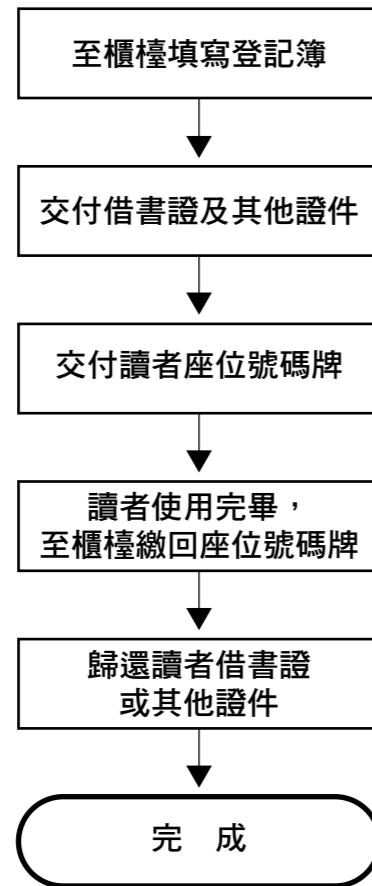 至櫃檯填寫登記簿
交付借書證及其他證件
交付讀者座位號碼牌
讀者使用完畢，
至櫃檯繳回座位號碼牌
歸還讀者借書證
或其他證件
完　成